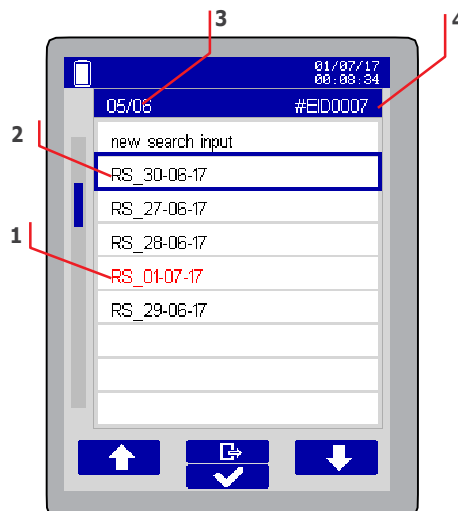 3
4
01/07/17
00:08:34
05/06 #EID0007
new search input
2
RS_30-06-17
RS_27-06-17
1
RS_28-06-17
RS_01-07-17
RS_29-06-17